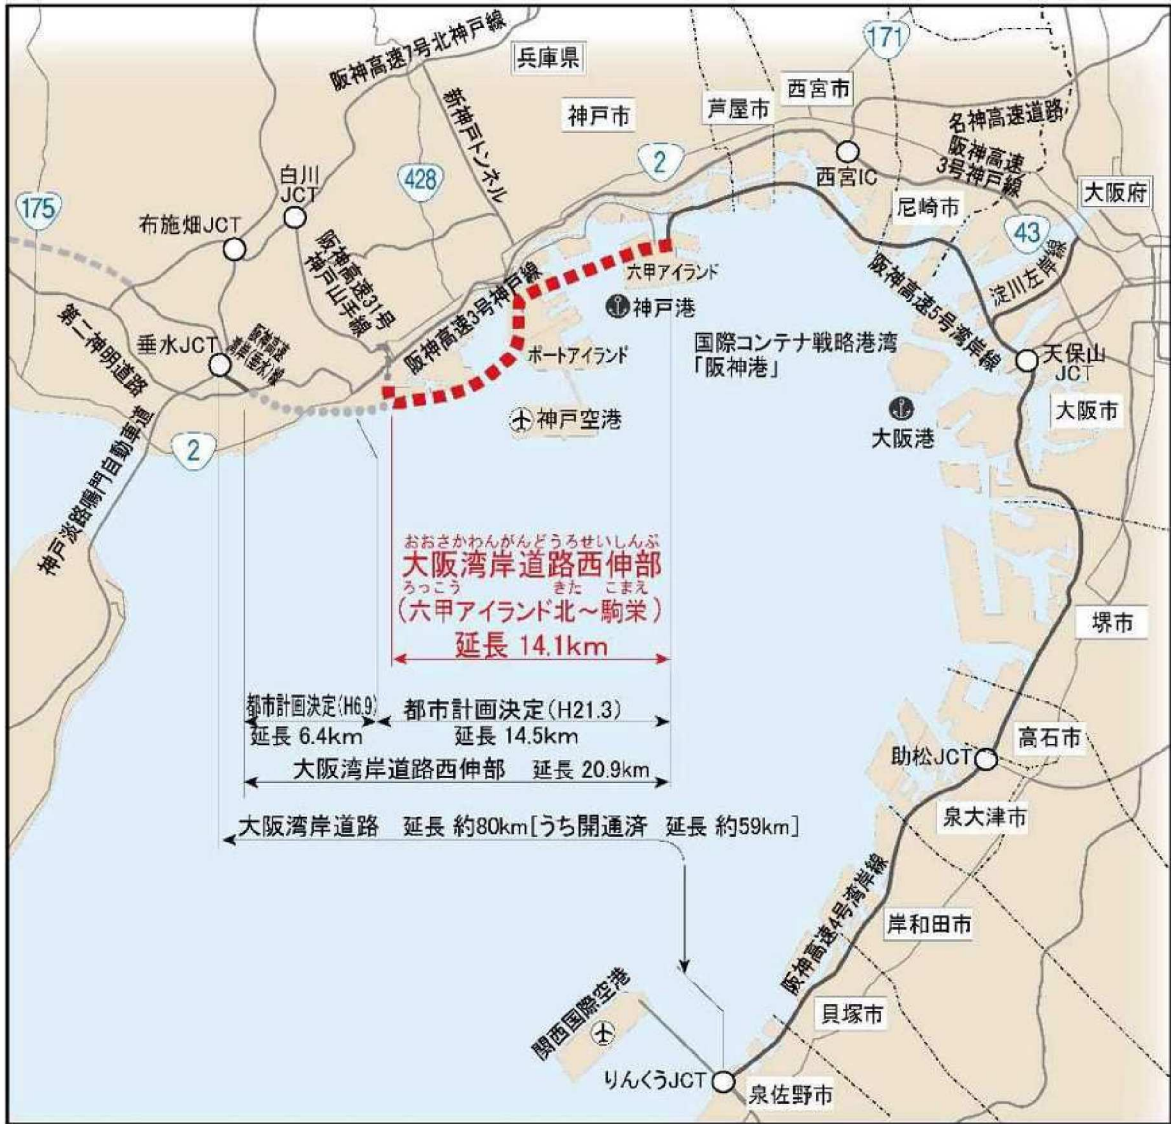 阪神高速7号北神戸線
兵庫県
171
西宮市
芦屋市
神戸市
新神戸トンネル
名神高速道路
阪神高速
3号神戸線
2
428
白川
JCT
西宮IC
175
布施畑JCT
尼崎市
大阪府
43
淀川左岸線
阪神高速31号
神戸山手線
阪神高速3号神戸線
六甲アイランド
神戸港
阪神高速5号湾岸線
第二神明道路
垂水JCT
阪神高速
湾岸(垂水)線
ポートアイランド
国際コンテナ戦略港湾
「阪神港」
天保山
JCT
神戸空港
大阪港
大阪市
2
神戸淡路鳴門自動車道
おおさかわんがんどうろせいしんぶ
大阪湾岸道路西伸部
ろっこう きた こまえ
(六甲アイランド北～駒栄)
延長 14.1km
堺市
都市計画決定(H6.9)
延長 6.4km
都市計画決定(H21.3)
延長 14.5km
大阪湾岸道路西伸部 延長 20.9km
高石市
助松JCT
泉大津市
大阪湾岸道路 延長 約80km[うち開通済 延長 約59km]
阪神高速4号湾岸線
岸和田市
貝塚市
関西国際空港
りんくうJCT
泉佐野市